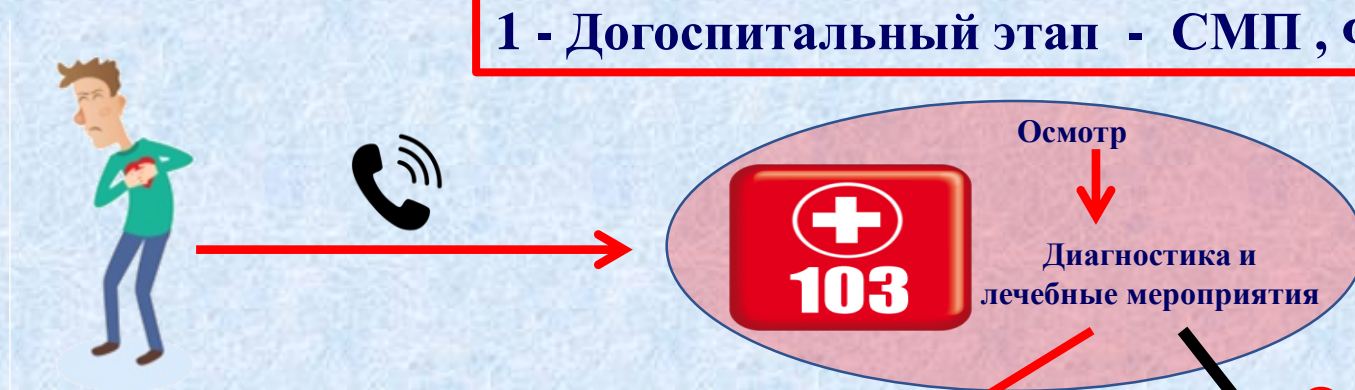 1 - Догоспитальный этап - СМП ,
Осмотр
103
Диагностика и
лечебные мероприятия